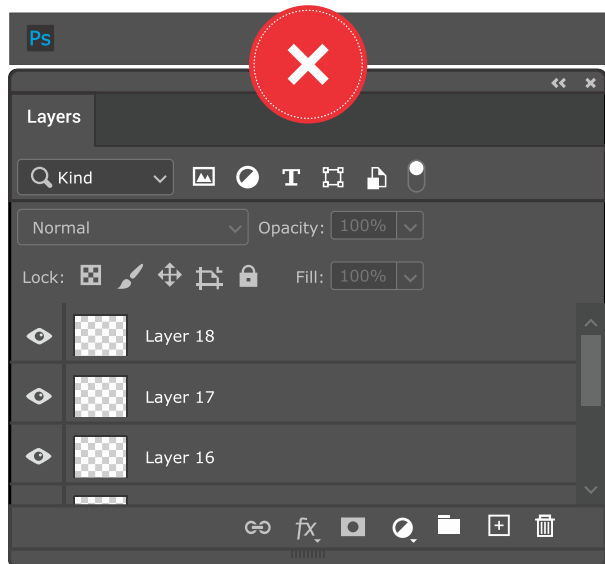 Ps
Layers
Kind T
Normal Opacity: 100%
Lock: Fill: 100%
Layer 18
Layer 17
Layer 16
fx